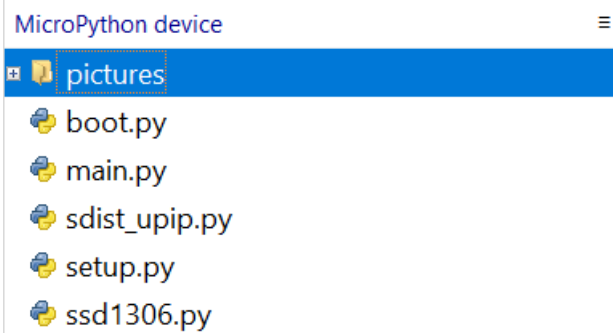 MicroPython device
pictures
boot.py
main.py
sdist_upip.py
setup.py
ssd1306.py